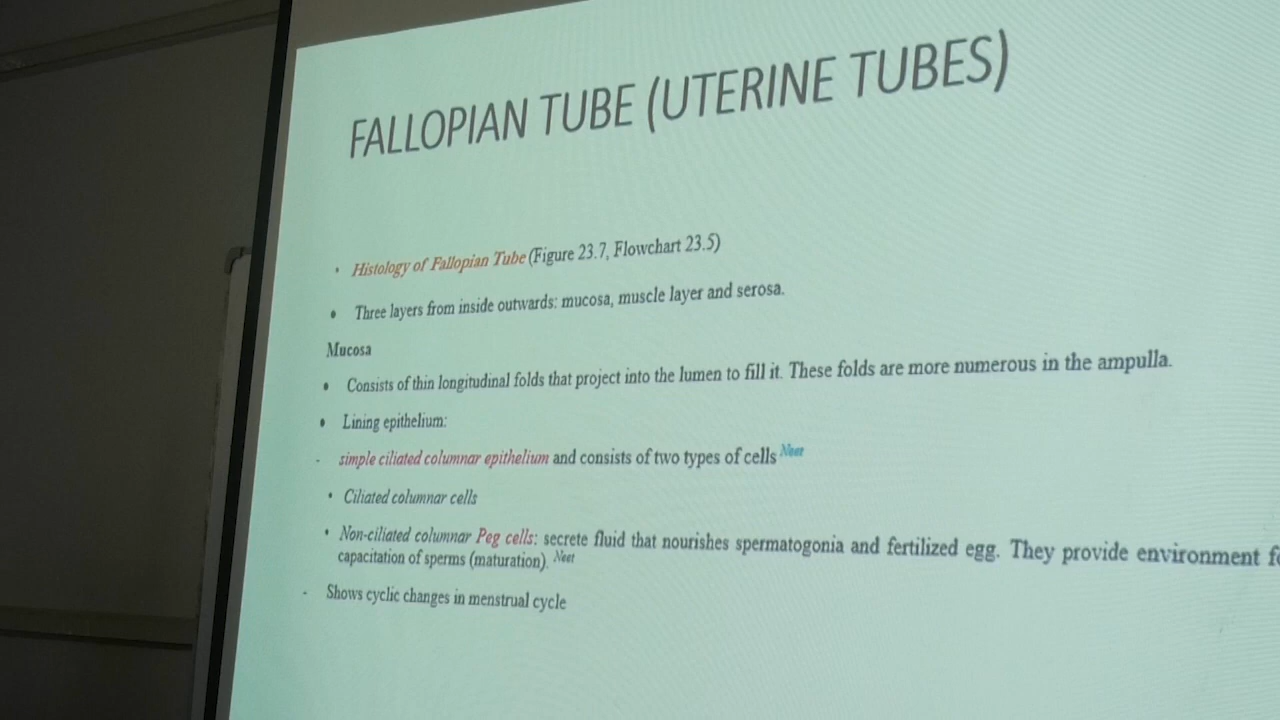 FALLOPIAN TUBE (UTERINE TUBES)
• Histology of Fallopian Tube (Figure 23.7, Flowchart 23.5)
• Three layers from inside outwards: mucosa, muscle layer and serosa.
Mucosa
• Consists of thin longitudinal folds that project into the lumen to fill it. These folds are more numerous in the ampulla.
• Lining epithelium:
- simple ciliated columnar epithelium and consists of two types of cells Neet
• Ciliated columnar cells
• Non-ciliated columnar Peg cells: secrete fluid that nourishes spermatogonia and fertilized egg. They provide environment
capacitation of sperms (maturation). Neet
- Shows cyclic changes in menstrual cycle